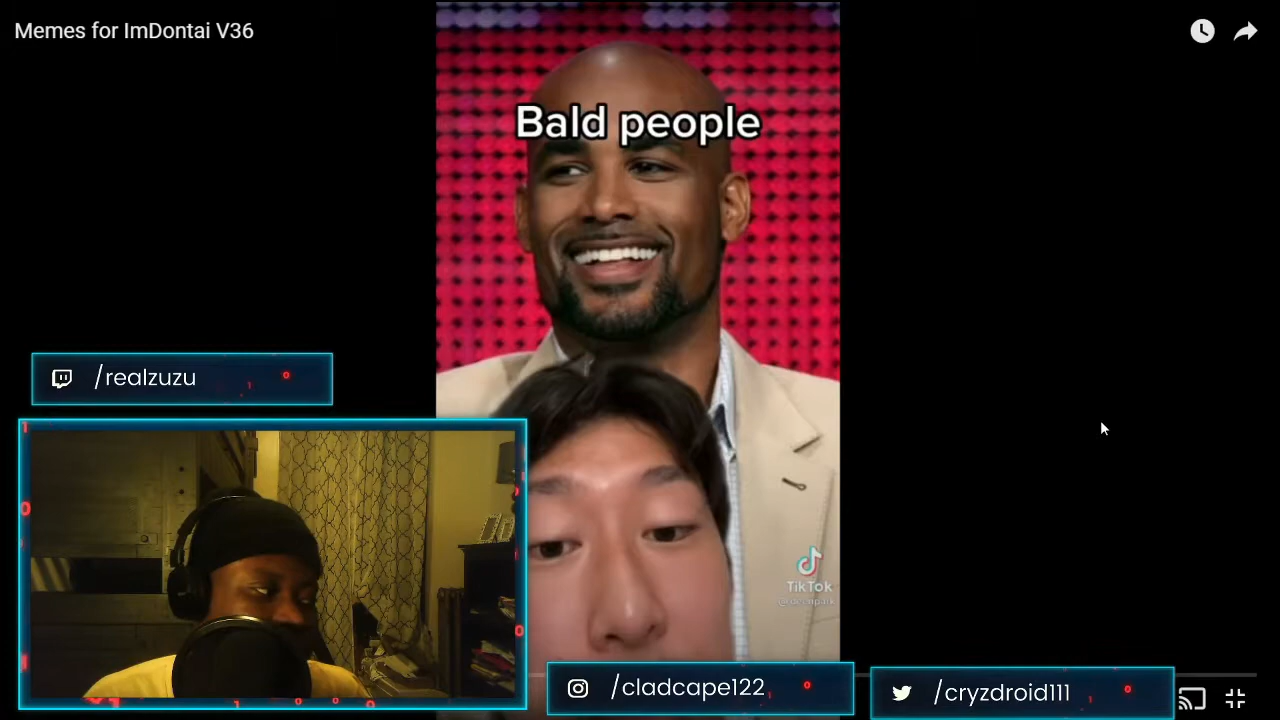 Memes for ImDontai V36
Bald people
/realzuzu
TikTok
/cladcape122
/cryzdroid111